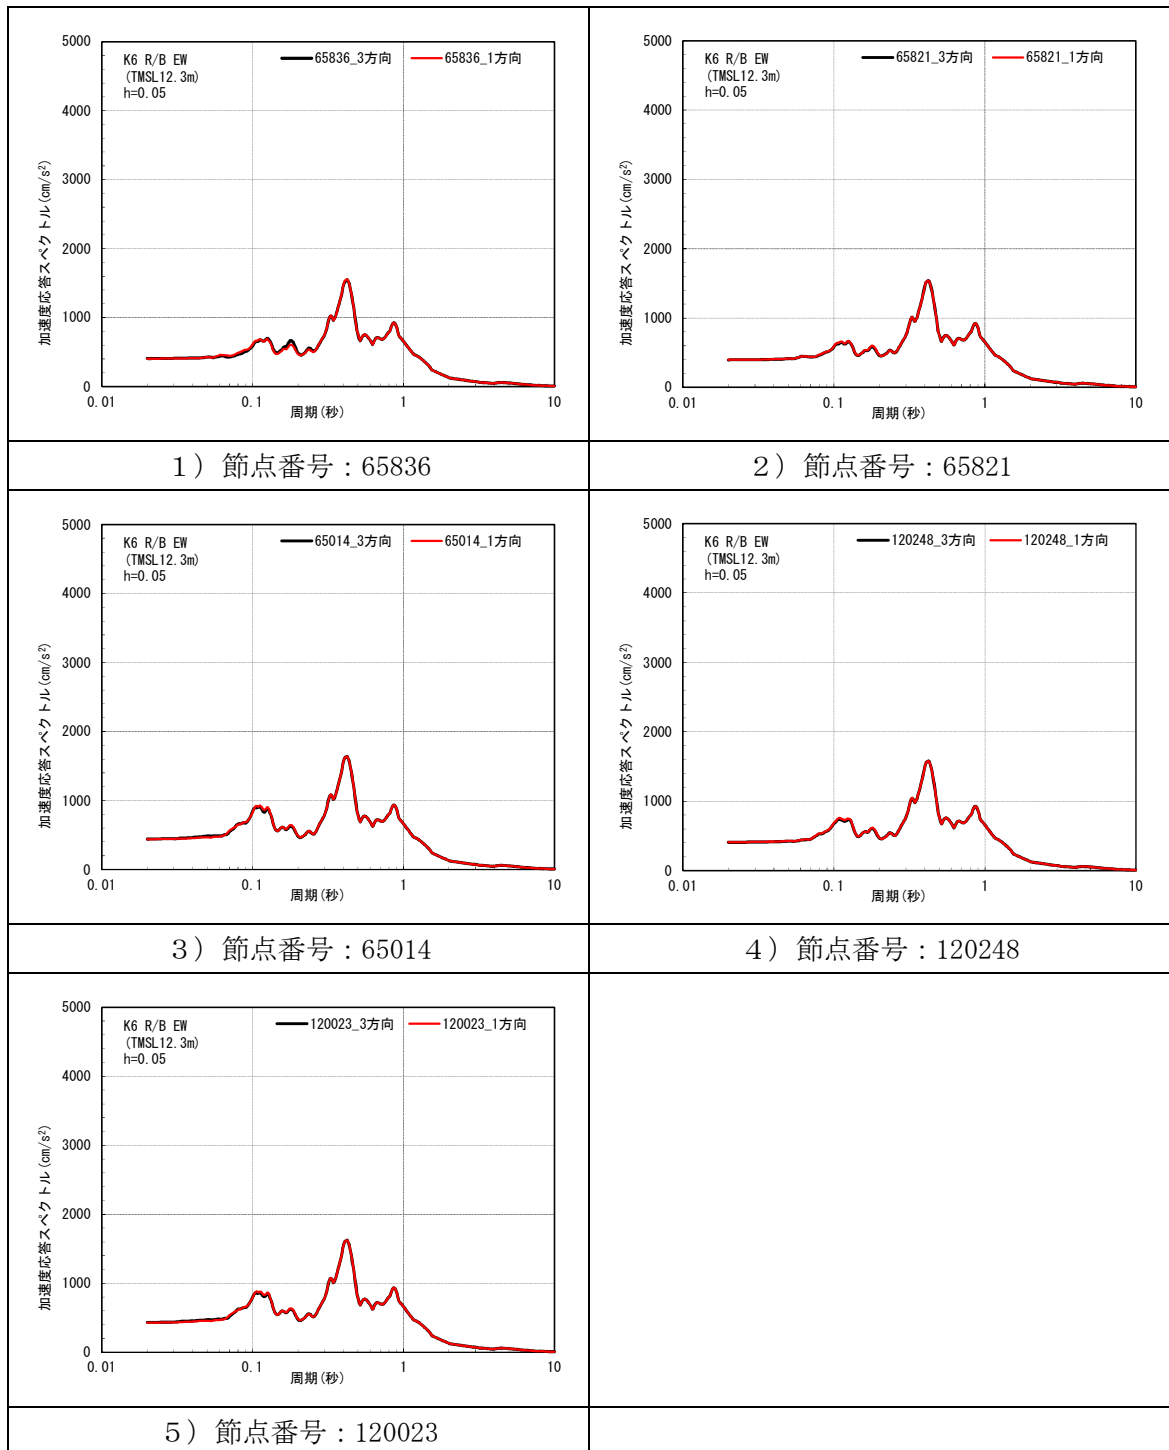 5000
4000
3000
2000
1000
0
0.01
0.1
1
10
加速度応答スペクトル(cm/s²)
周期(秒)
K6 R/B EW
(TMSL12.3m)
h=0.05
65836_3方向
65836_1方向
1）節点番号：65836
5000
4000
3000
2000
1000
0
0.01
0.1
1
10
加速度応答スペクトル(cm/s²)
周期(秒)
K6 R/B EW
(TMSL12.3m)
h=0.05
65821_3方向
65821_1方向
2）節点番号：65821
5000
4000
3000
2000
1000
0
0.01
0.1
1
10
加速度応答スペクトル(cm/s²)
周期(秒)
K6 R/B EW
(TMSL12.3m)
h=0.05
65014_3方向
65014_1方向
3）節点番号：65014
5000
4000
3000
2000
1000
0
0.01
0.1
1
10
加速度応答スペクトル(cm/s²)
周期(秒)
K6 R/B EW
(TMSL12.3m)
h=0.05
120248_3方向
120248_1方向
4）節点番号：120248
5000
4000
3000
2000
1000
0
0.01
0.1
1
10
加速度応答スペクトル(cm/s²)
周期(秒)
K6 R/B EW
(TMSL12.3m)
h=0.05
120023_3方向
120023_1方向
5）節点番号：120023